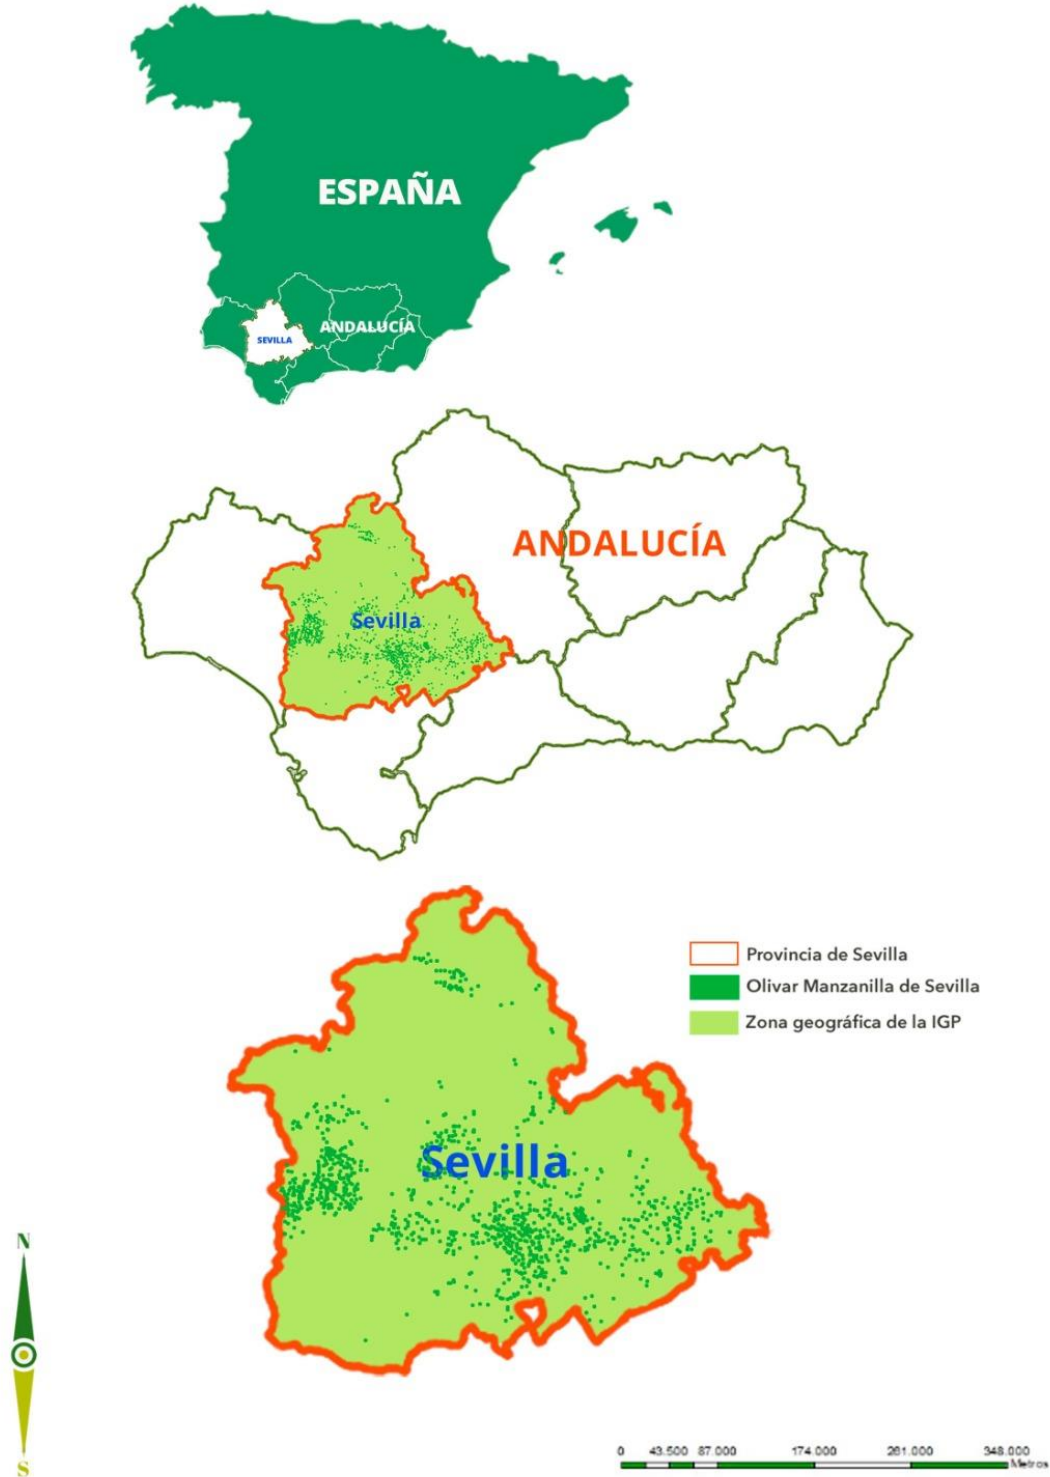 ESPAÑA
ANDALUCÍA
SEVILLA
ANDALUCÍA
Sevilla
Provincia de Sevilla
Olivar Manzanilla de Sevilla
Zona geográfica de la IGP
Sevilla
N
S
0 43.500 87.000 174.000 261.000 348.000
Metros